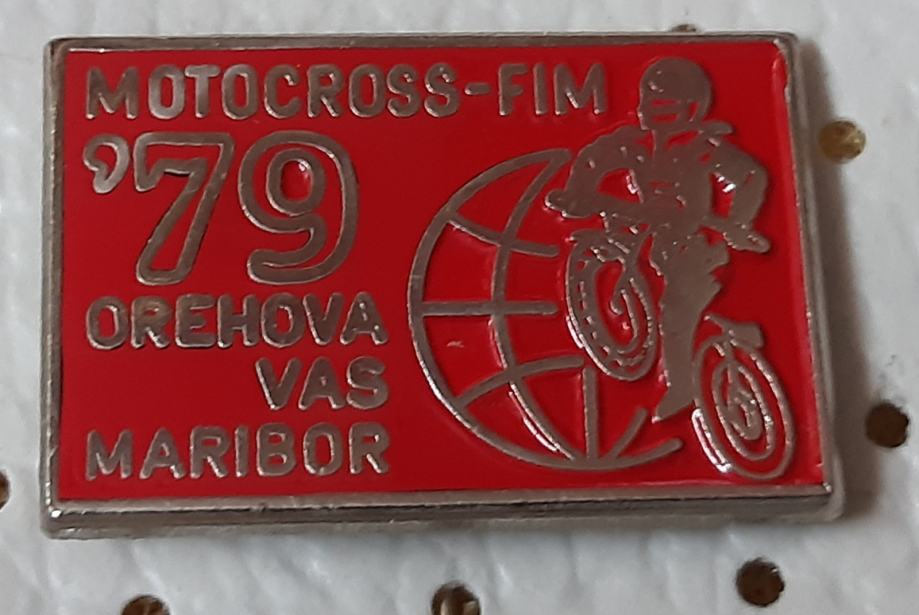 MOTOCROSS-FIM
'79
OREHOVA
VAS
MARIBOR